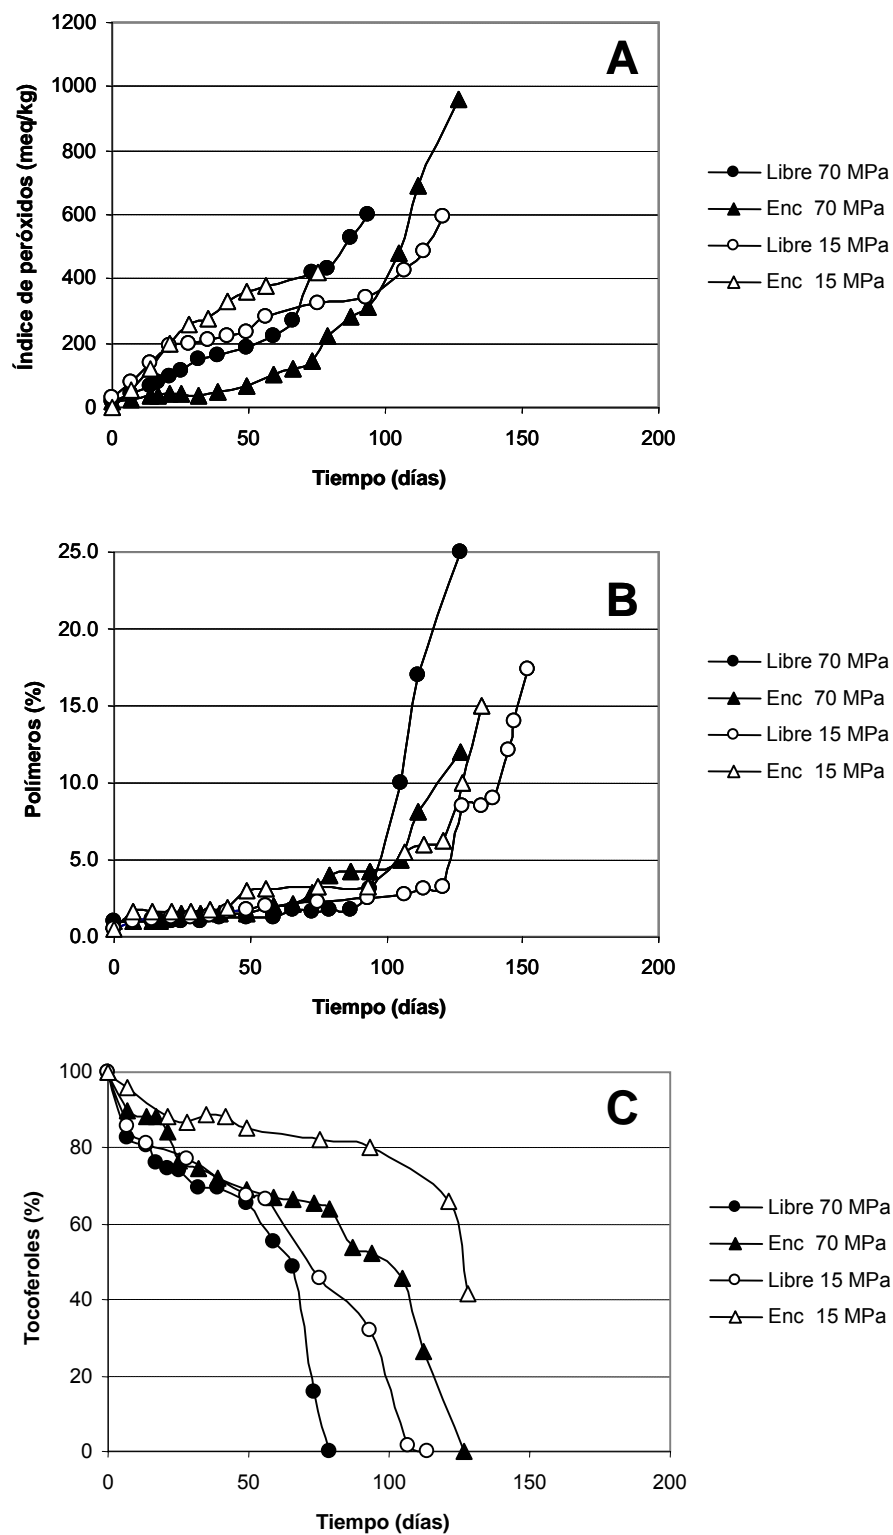 1200
1000
800
600
400
200
0
0 50 100 150 200
Índice de peróxidos (meq/kg)
Tiempo (días)
A
Libre 70 MPa
Enc 70 MPa
Libre 15 MPa
Enc 15 MPa
25.0
20.0
15.0
10.0
5.0
0.0
0 50 100 150 200
Polímeros (%)
Tiempo (días)
B
Libre 70 MPa
Enc 70 MPa
Libre 15 MPa
Enc 15 MPa
100
80
60
40
20
0
0 50 100 150 200
Tocoferoles (%)
Tiempo (días)
C
Libre 70 MPa
Enc 70 MPa
Libre 15 MPa
Enc 15 MPa